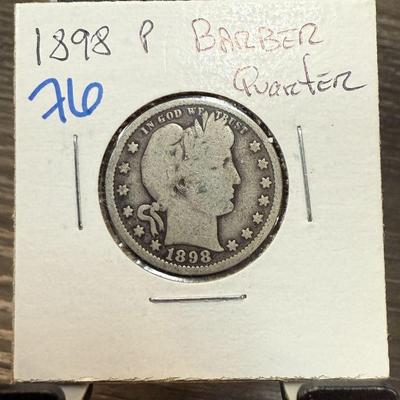 1898 P BARBER
76 Quarter
IN GOD WE TRUST
1898